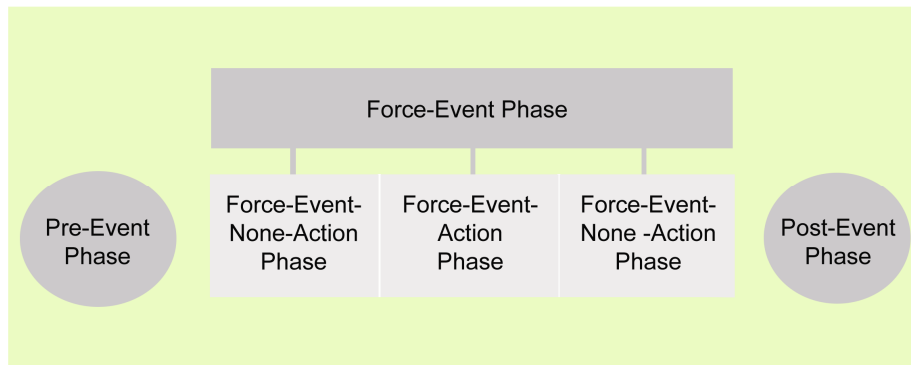 Force-Event Phase
Pre-Event
Phase
Force-Event-
None-Action
Phase
Force-Event-
Action
Phase
Force-Event-
None -Action
Phase
Post-Event
Phase